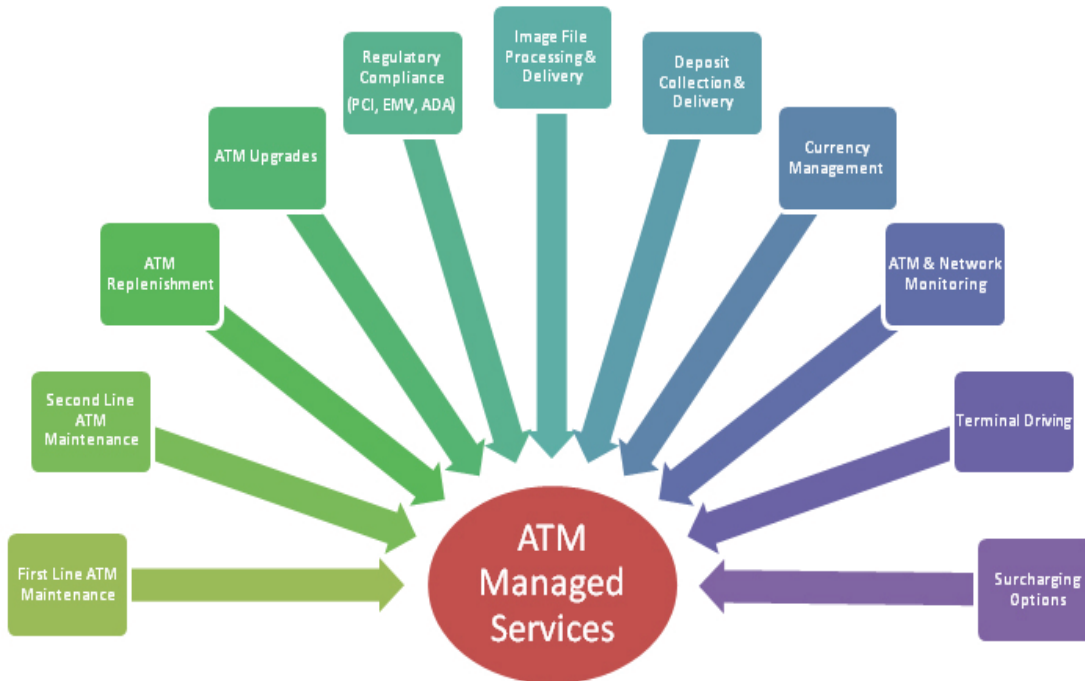 First Line ATM
Maintenance
Second Line
ATM
Maintenance
ATM
Replenishment
ATM Upgrades
Regulatory
Compliance
(PCI, EMV, ADA)
Image File
Processing &
Delivery
Deposit
Collection &
Delivery
Currency
Management
ATM & Network
Monitoring
Terminal Driving
Surcharging
Options
ATM
Managed
Services